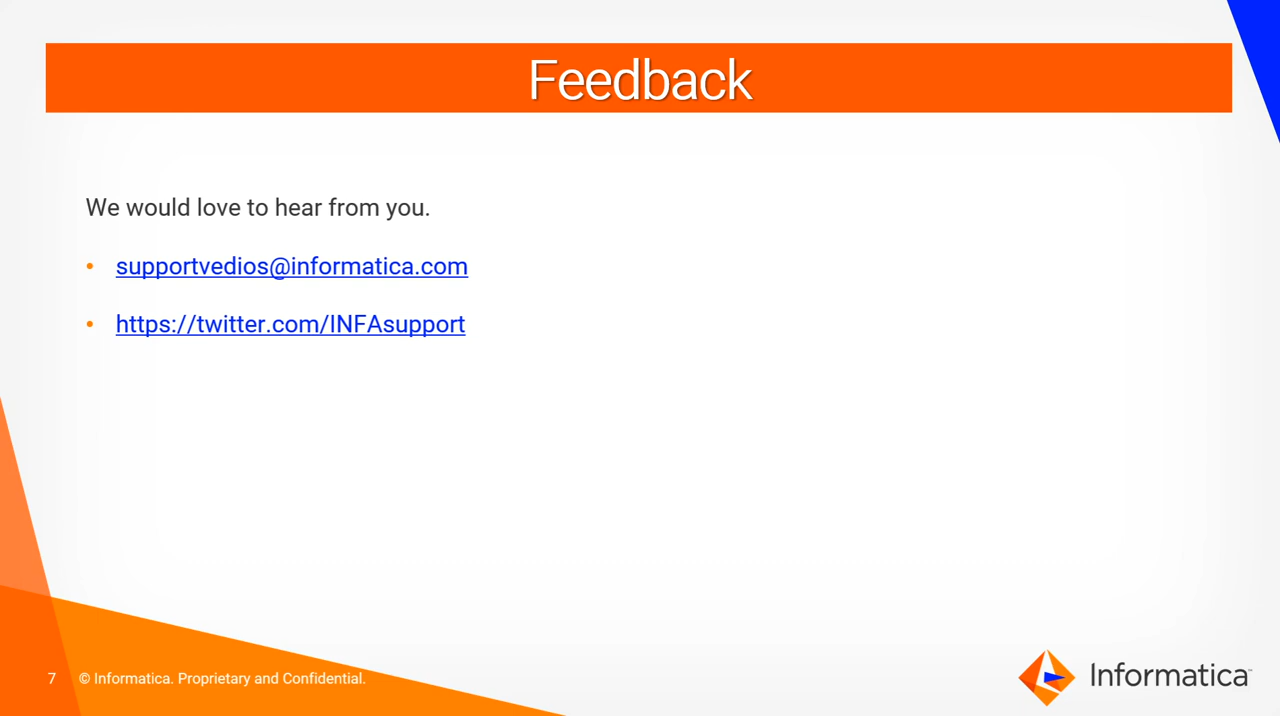 Feedback
We would love to hear from you.
• supportvedios@informatica.com
• https://twitter.com/INFAsupport
7 © Informatica. Proprietary and Confidential.
Informatica™